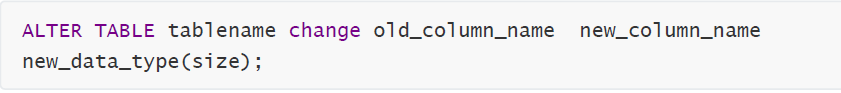 ALTER TABLE tablename change old_column_name  new_column_name
new_data_type(size);